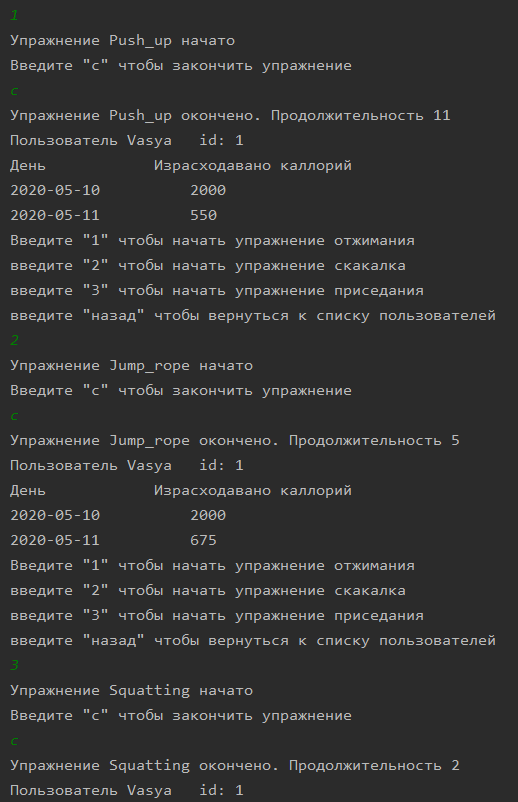 1
Упражнение Push_up начато
Введите "c" чтобы закончить упражнение
c
Упражнение Push_up окончено. Продолжительность 11
Пользователь Vasya   id: 1
День            Израсходавано каллорий
2020-05-10          2000
2020-05-11          550
Введите "1" чтобы начать упражнение отжимания
введите "2" чтобы начать упражнение скакалка
введите "3" чтобы начать упражнение приседания
введите "назад" чтобы вернуться к списку пользователей
2
Упражнение Jump_rope начато
Введите "c" чтобы закончить упражнение
c
Упражнение Jump_rope окончено. Продолжительность 5
Пользователь Vasya   id: 1
День            Израсходавано каллорий
2020-05-10          2000
2020-05-11          675
Введите "1" чтобы начать упражнение отжимания
введите "2" чтобы начать упражнение скакалка
введите "3" чтобы начать упражнение приседания
введите "назад" чтобы вернуться к списку пользователей
3
Упражнение Squatting начато
Введите "c" чтобы закончить упражнение
c
Упражнение Squatting окончено. Продолжительность 2
Пользователь Vasya   id: 1